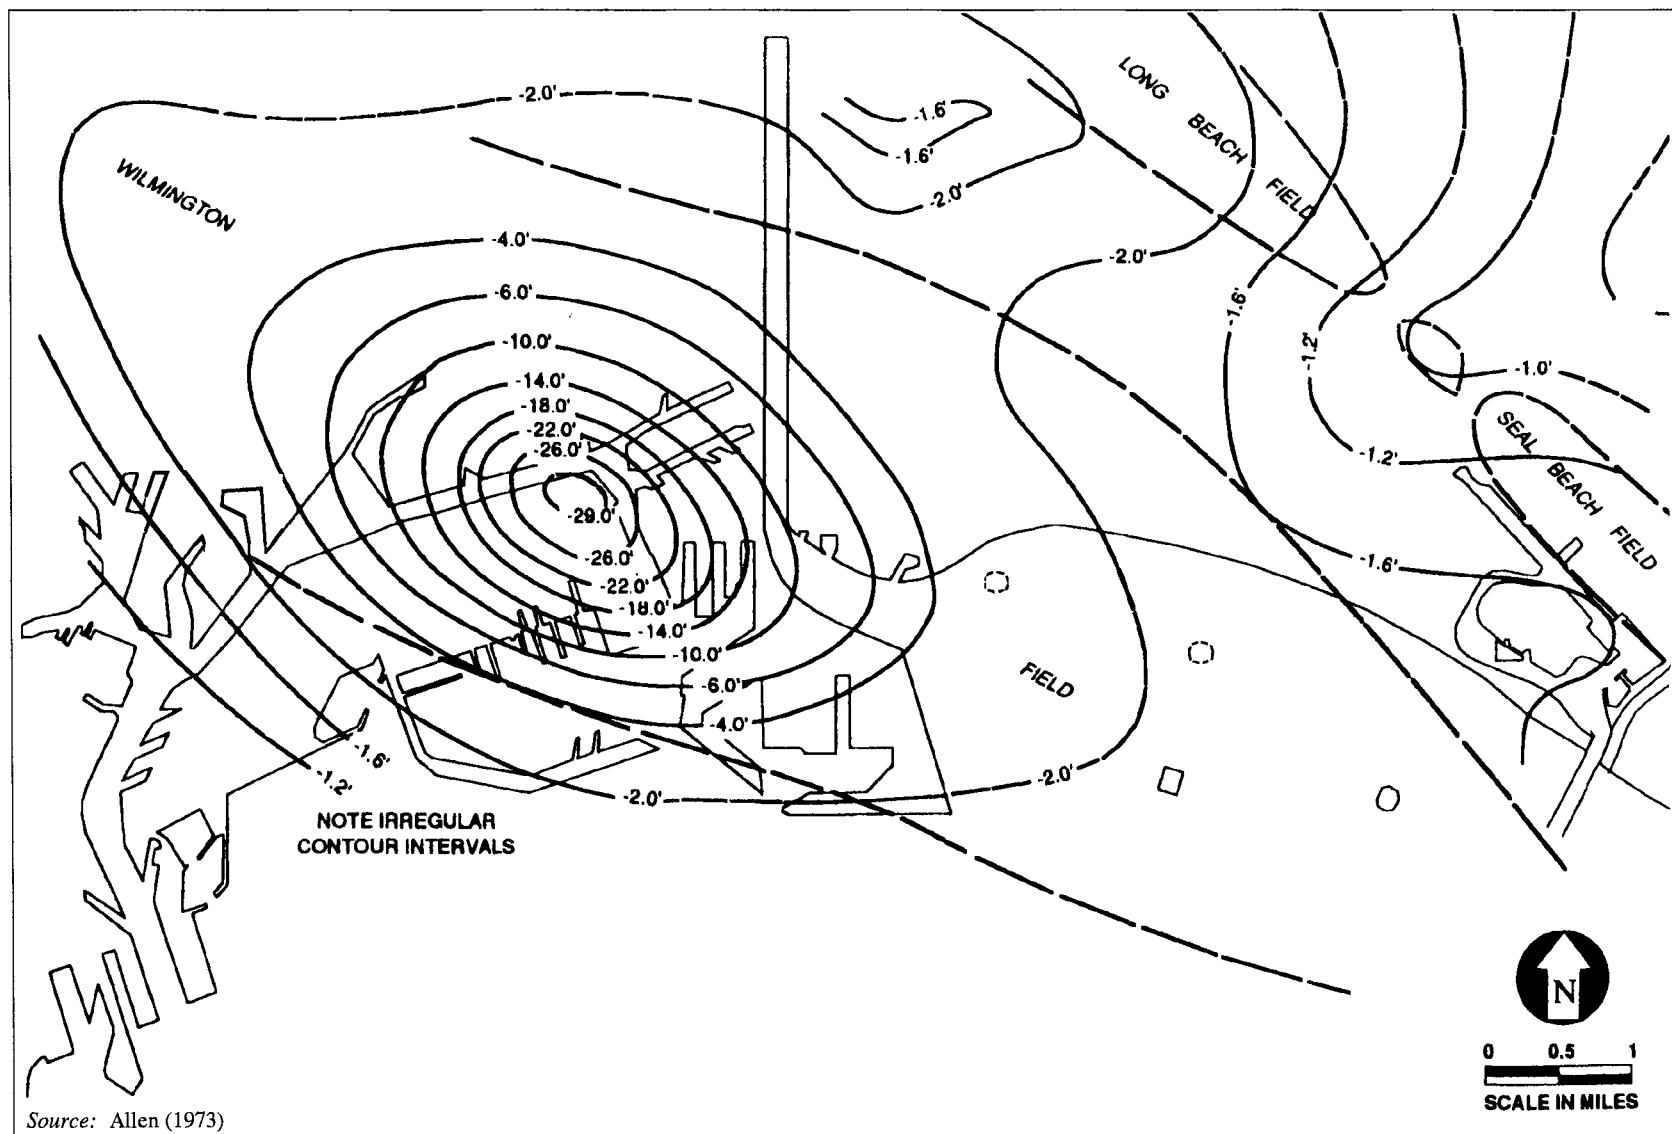 LONG
BEACH
FIELD
-2.0'
-1.6'
-1.6'
-2.0'
WILMINGTON
-4.0'
-2.0'
-6.0'
-1.6'
-10.0'
-1.2'
-14.0'
-1.0'
-18.0'
-22.0'
-26.0'
-1.2'
SEAL
BEACH
FIELD
-29.0'
-26.0'
-22.0'
-18.0'
-14.0'
-10.0'
-6.0'
-4.0'
-1.6'
FIELD
-1.6'
-1.2'
-2.0'
-2.0'
NOTE IRREGULAR
CONTOUR INTERVALS
N
0 0.5 1
SCALE IN MILES
Source: Allen (1973)